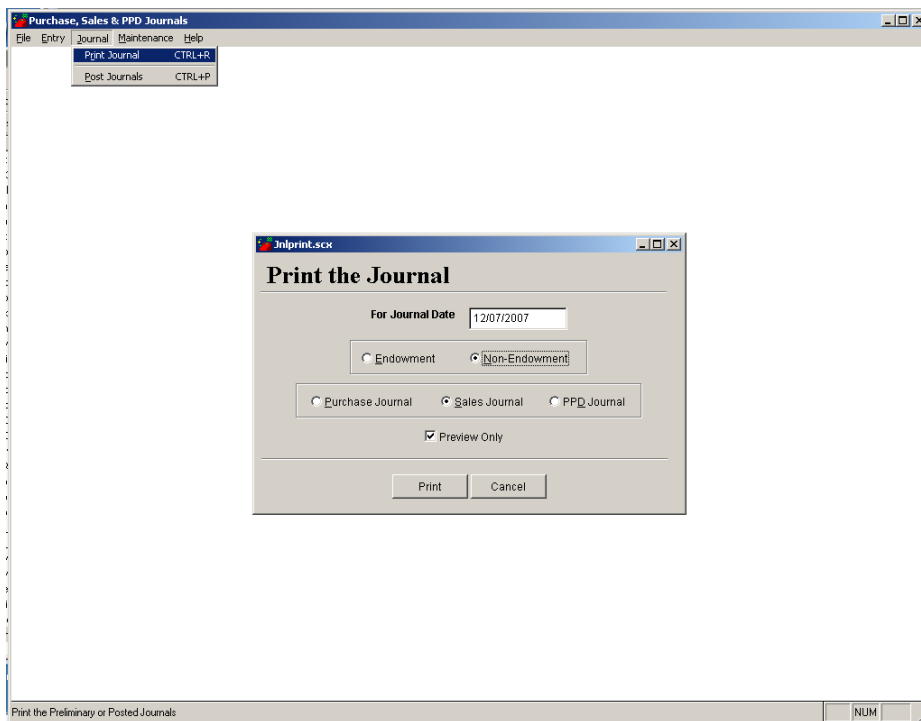 Purchase, Sales & PPD Journals
File Entry Journal Maintenance Help
Print Journal CTRL+R
Post Journals CTRL+P
Jnlprint.scx
Print the Journal
For Journal Date 12/07/2007
Endowment Non-Endowment
Purchase Journal Sales Journal PPD Journal
Preview Only
Print Cancel
Print the Preliminary or Posted Journals NUM